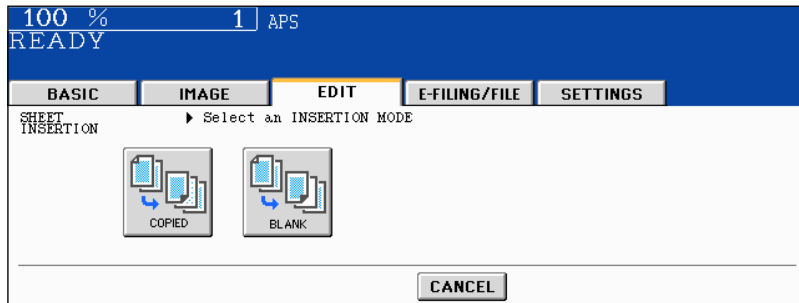 100 % 1 APS
READY
BASIC IMAGE EDIT E-FILING/FILE SETTINGS
SHEET INSERTION
Select an INSERTION MODE
COPIED BLANK
CANCEL